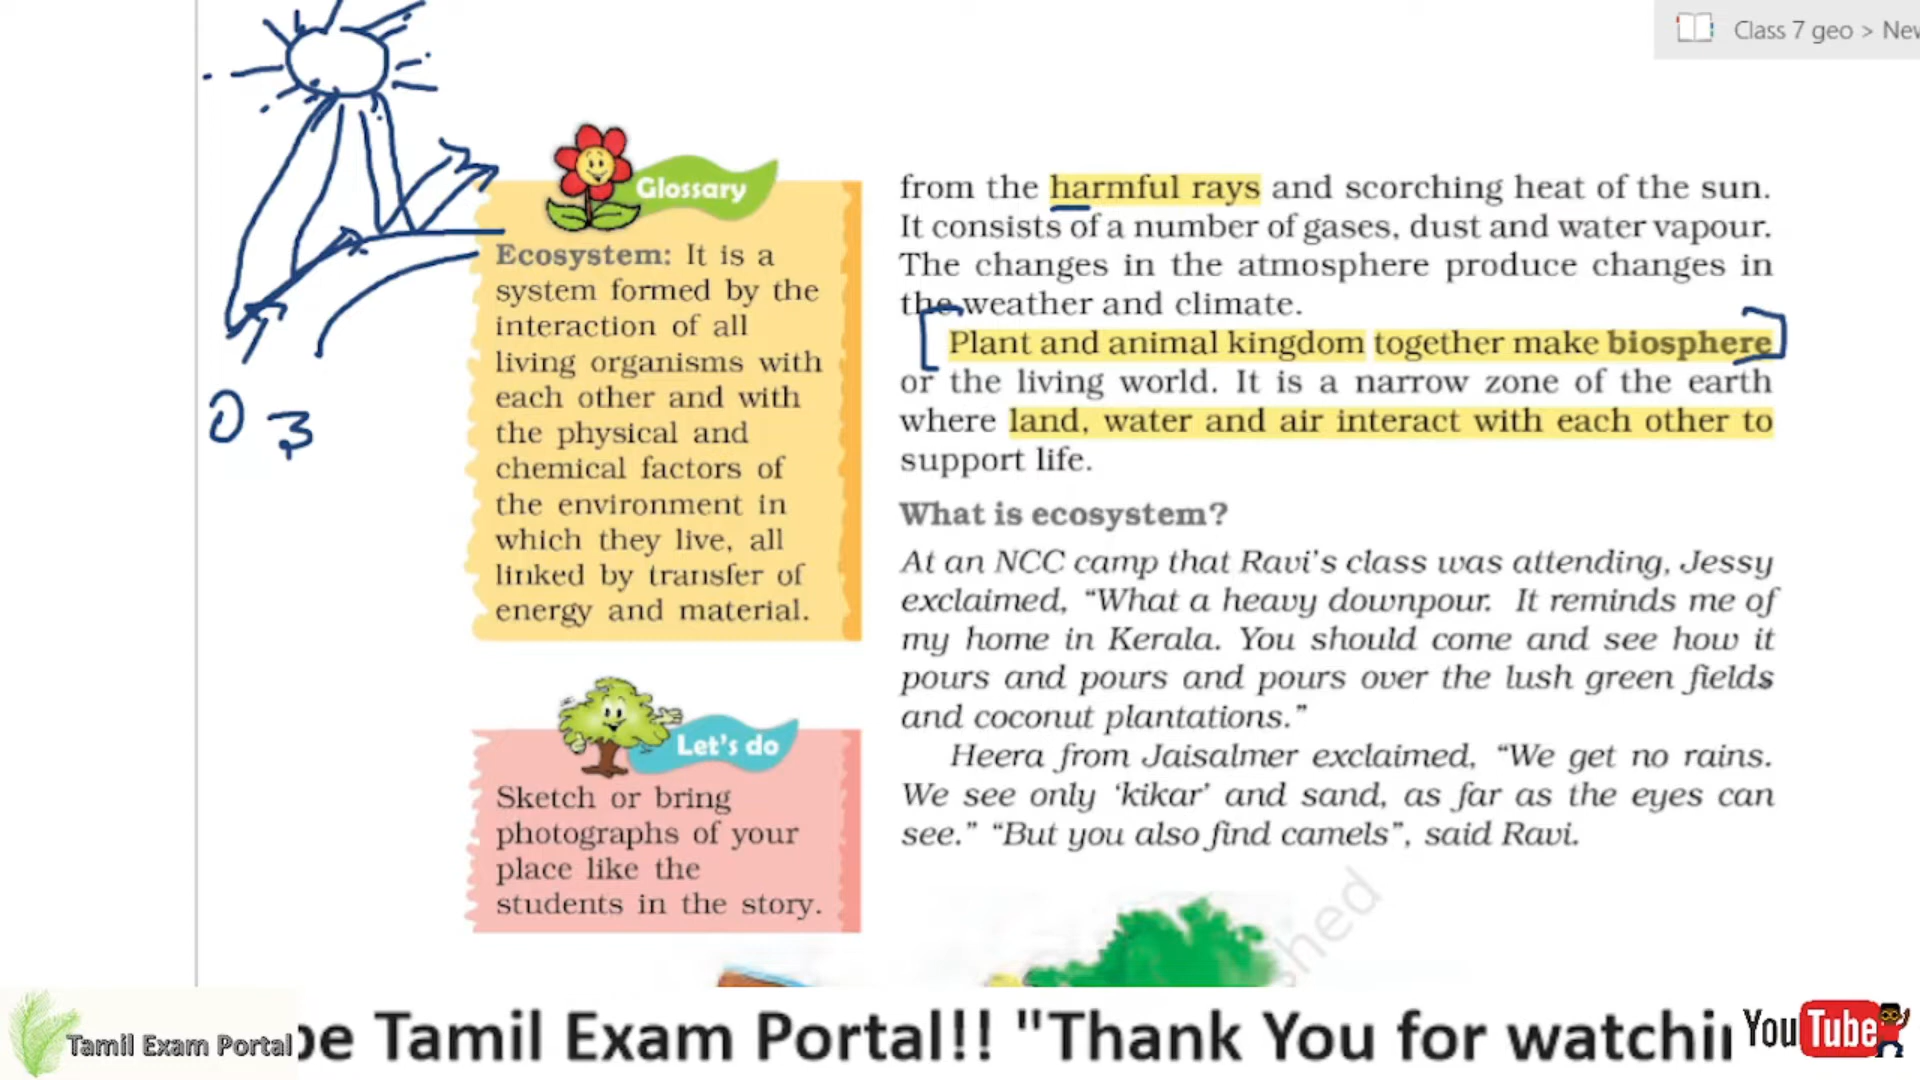 Class 7 geo >
Glossary
Ecosystem: It is a
system formed by the
interaction of all
living organisms with
each other and with
the physical and
chemical factors of
the environment in
which they live, all
linked by transfer of
energy and material.
Let's do
Sketch or bring
photographs of your
place like the
students in the story.
O3
from the harmful rays and scorching heat of the sun.
It consists of a number of gases, dust and water vapour.
The changes in the atmosphere produce changes in
the weather and climate.
Plant and animal kingdom together make biosphere
or the living world. It is a narrow zone of the earth
where land, water and air interact with each other to
support life.
What is ecosystem?
At an NCC camp that Ravi's class was attending, Jessy
exclaimed, “What a heavy downpour. It reminds me of
my home in Kerala. You should come and see how it
pours and pours and pours over the lush green fields
and coconut plantations.”
Heera from Jaisalmer exclaimed, “We get no rains.
We see only ‘kikar’ and sand, as far as the eyes can
see.” “But you also find camels”, said Ravi.
Tamil Exam Portal
be Tamil Exam Portal!! "Thank You for watchi
YouTube